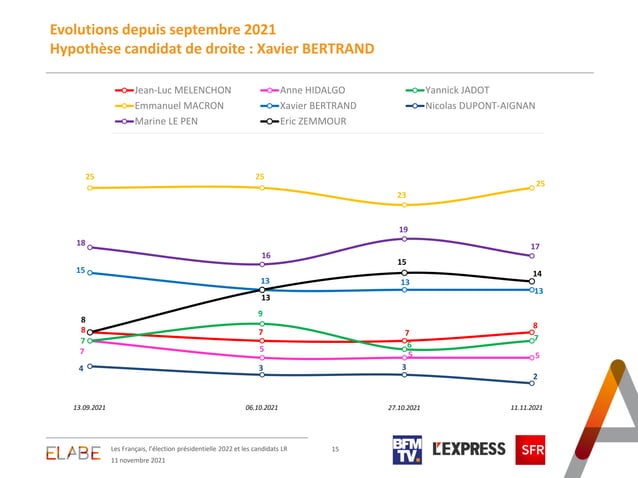 Evolutions depuis septembre 2021
Hypothèse candidat de droite : Xavier BERTRAND
Jean-Luc MELENCHON Anne HIDALGO Yannick JADOT
Emmanuel MACRON Xavier BERTRAND Nicolas DUPONT-AIGNAN
Marine LE PEN Eric ZEMMOUR
25 25 23 25
18 16 19 17
15 13 13 13
8 13 15 14
8 7 7 8
7 9 6 7
7 5 5 5
4 3 3 2
13.09.2021 06.10.2021 27.10.2021 11.11.2021
ELABE
Les Français, l'élection présidentielle 2022 et les candidats LR
11 novembre 2021
15
BFM
TV.
L'EXPRESS
SFR